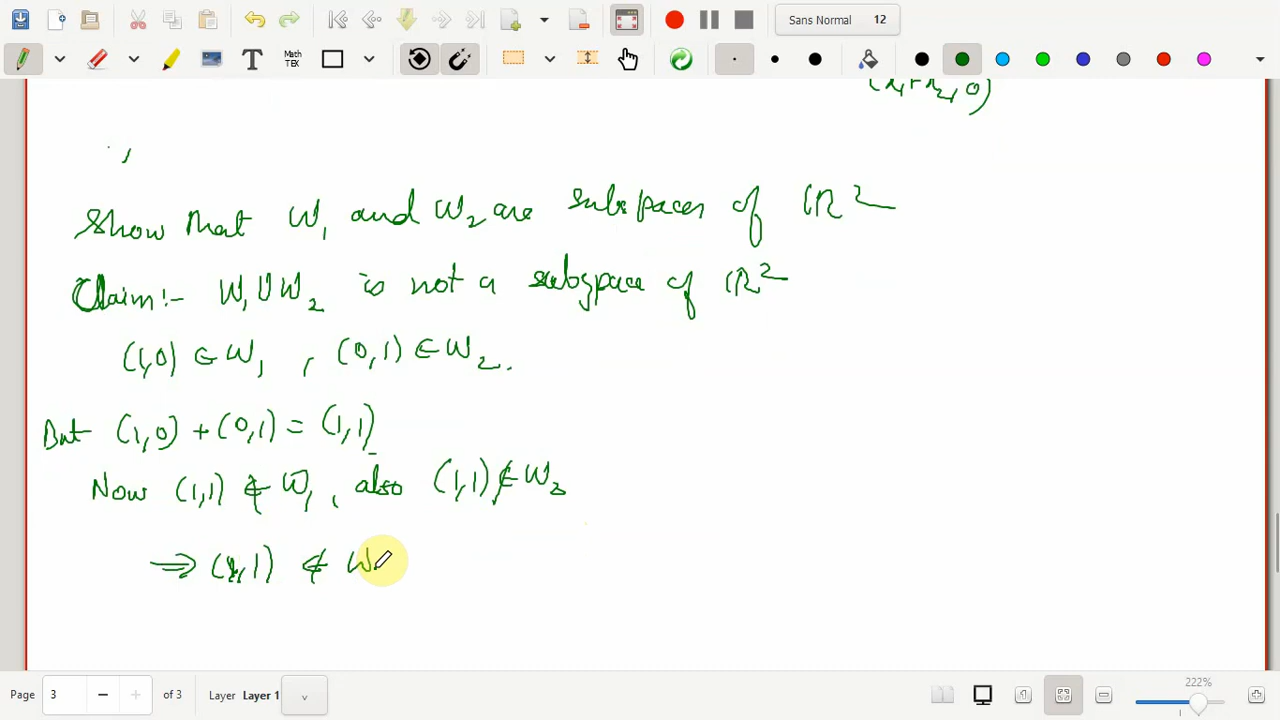 Sans Normal 12
T Math TEX
(x₁+x₂, 0)
,
Show that W₁ and W₂ are subspaces of ℝ²
Claim:- W₁∪W₂ is not a subspace of ℝ²
(1,0) ∈ W₁ , (0,1) ∈ W₂.
But (1,0) + (0,1) = (1,1)
Now (1,1) ∉ W₁, also (1,1) ∉ W₂
⇒ (1,1) ∉ W
Page 3 of 3 Layer Layer 1 222%